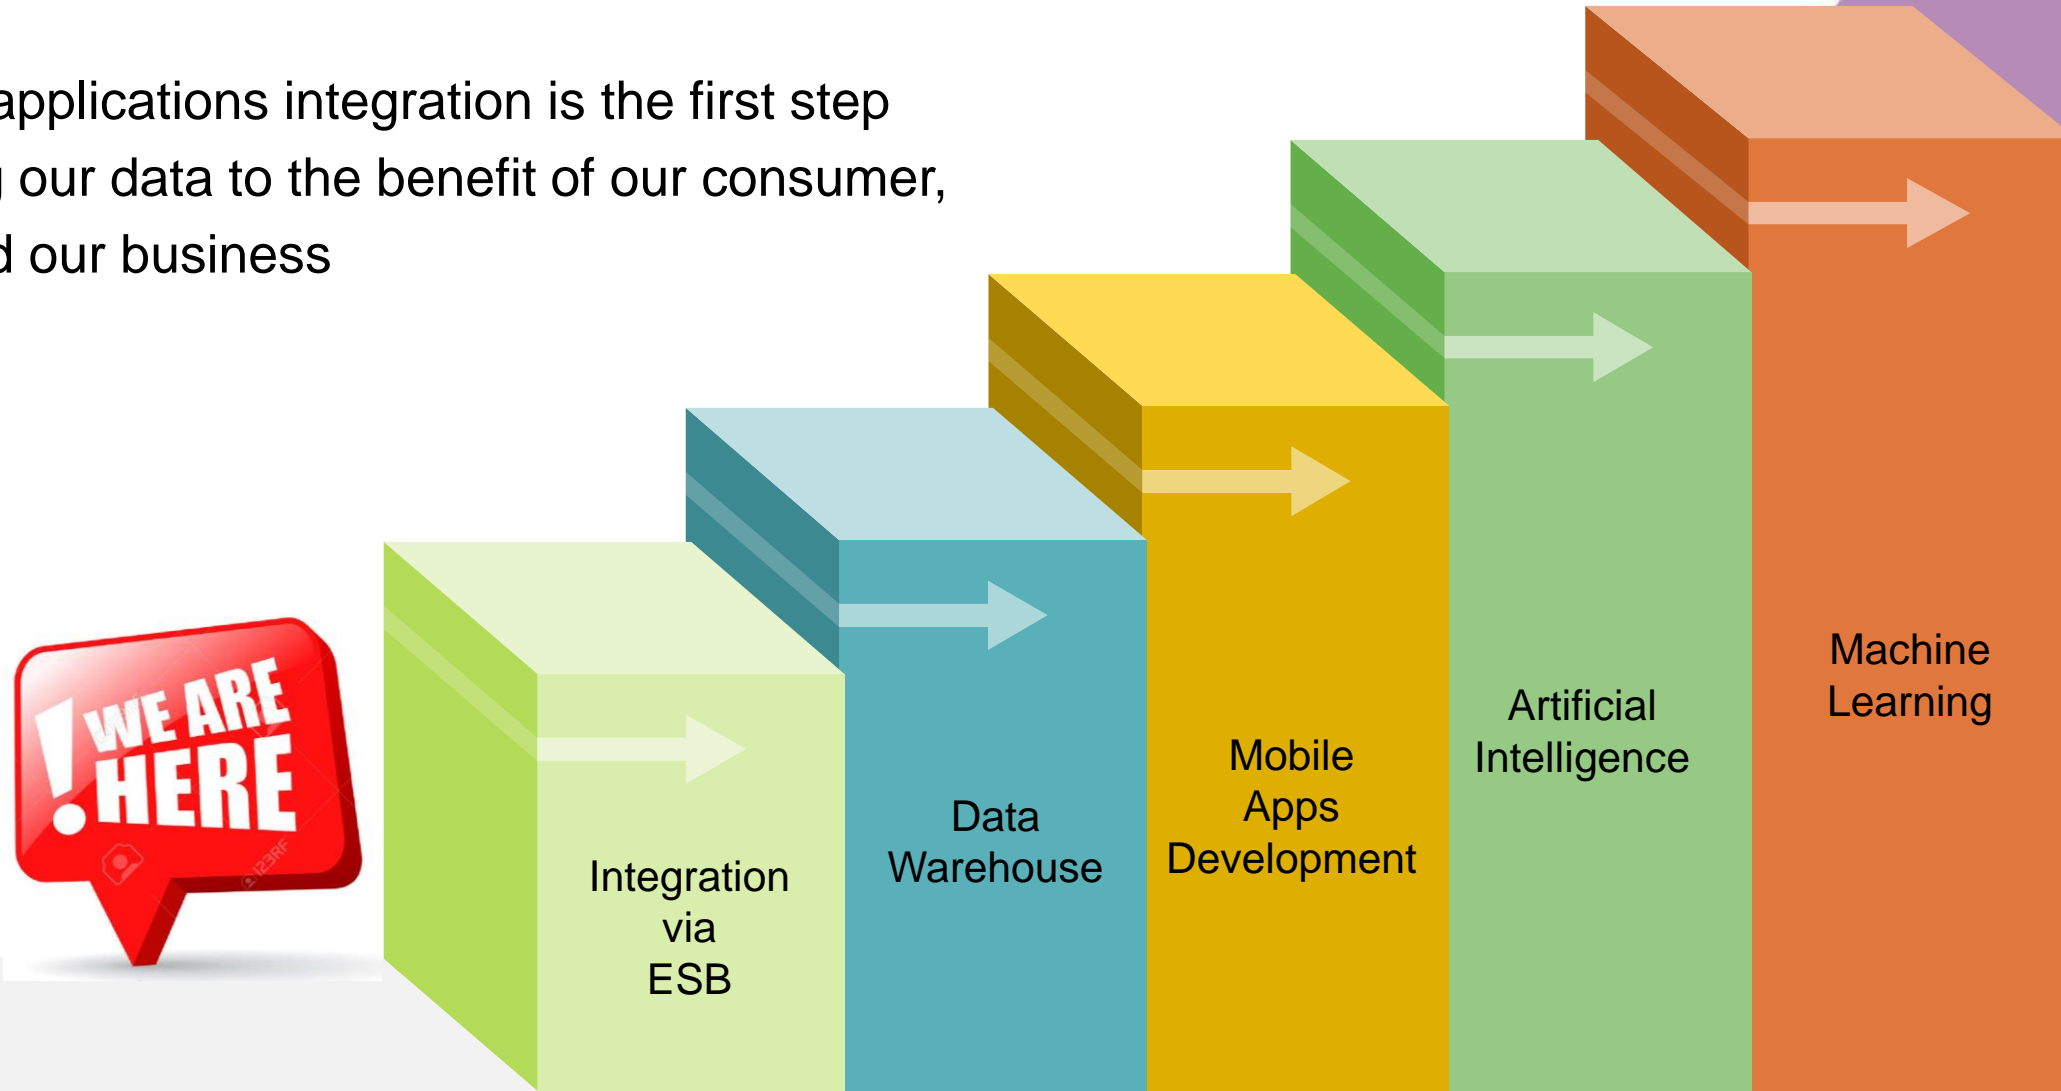 applications integration is the first step
our data to the benefit of our consumer,
our business
WE ARE
HERE
!
123RF
Integration
via
ESB
Data
Warehouse
Mobile
Apps
Development
Artificial
Intelligence
Machine
Learning